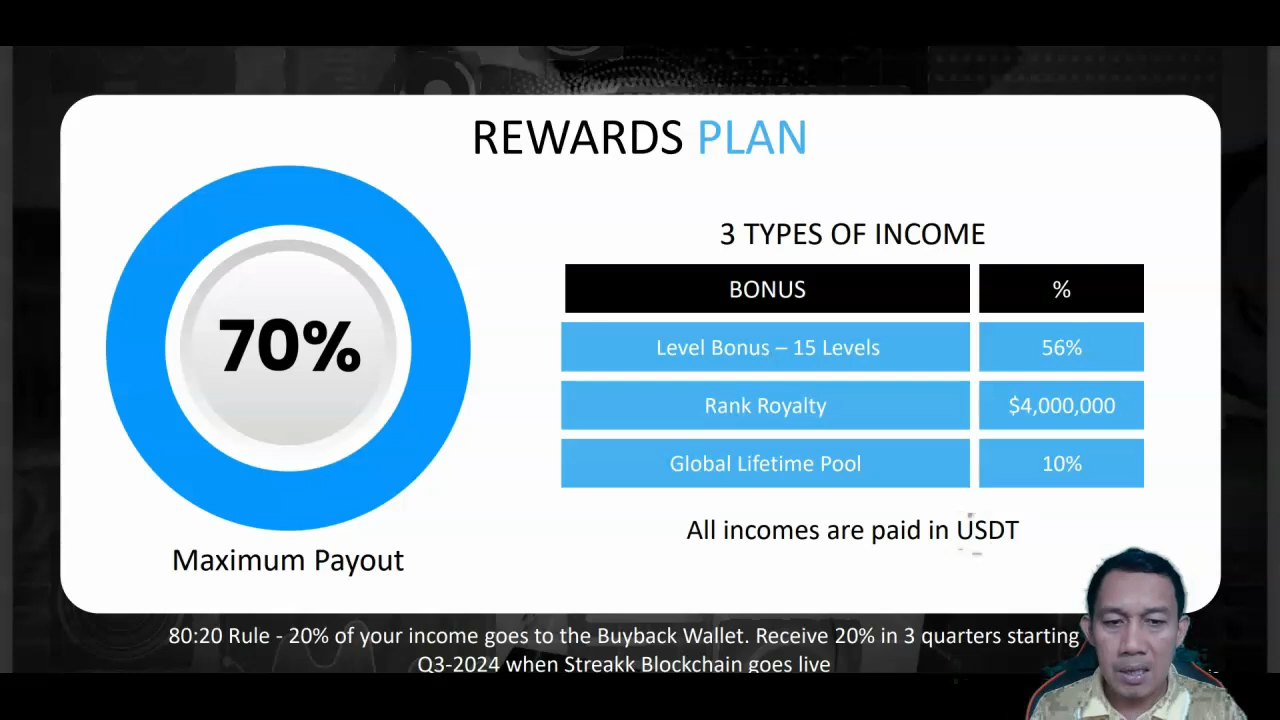 REWARDS PLAN
70%
Maximum Payout
3 TYPES OF INCOME
BONUS %
Level Bonus – 15 Levels 56%
Rank Royalty $4,000,000
Global Lifetime Pool 10%
All incomes are paid in USDT
80:20 Rule - 20% of your income goes to the Buyback Wallet. Receive 20% in 3 quarters starting
Q3-2024 when Streakk Blockchain goes live